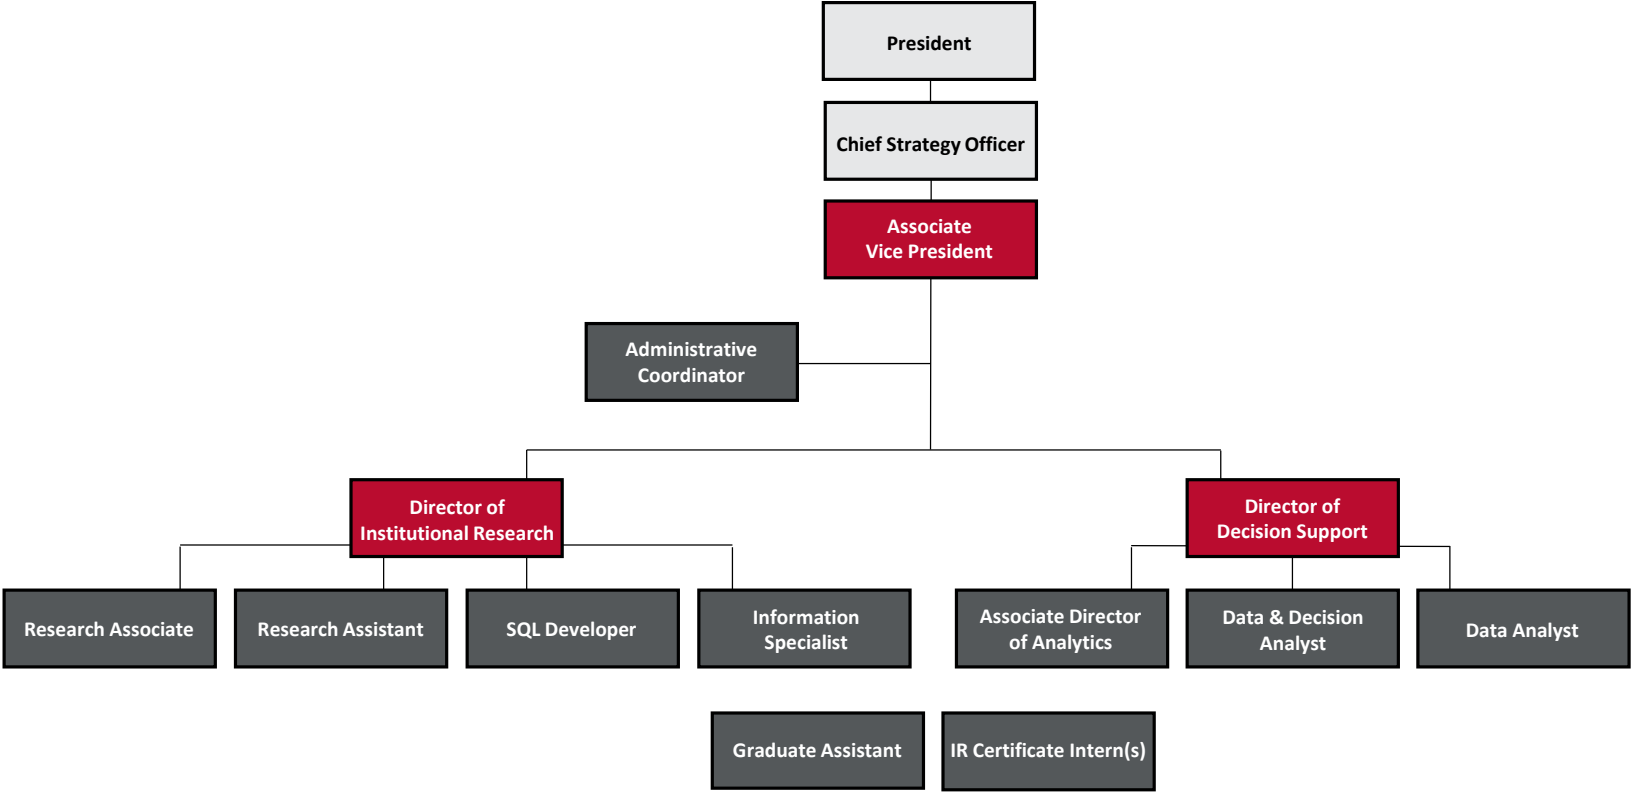 President
Chief Strategy Officer
Associate
Vice President
Administrative
Coordinator
Director of
Institutional Research
Director of
Decision Support
Research Associate
Research Assistant
SQL Developer
Information
Specialist
Associate Director
of Analytics
Data & Decision
Analyst
Data Analyst
Graduate Assistant
IR Certificate Intern(s)